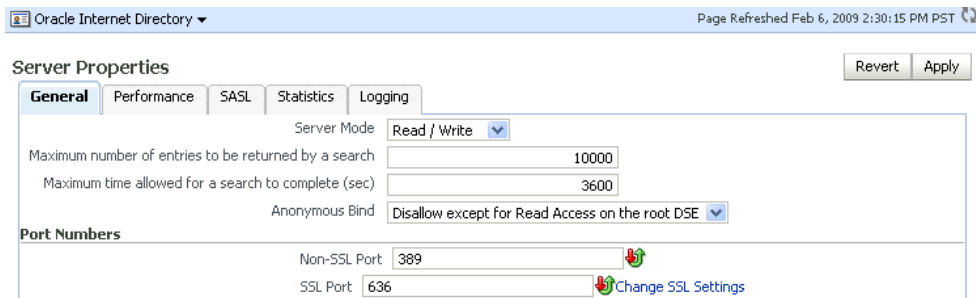 Oracle Internet Directory
Page Refreshed Feb 6, 2009 2:30:15 PM PST
Server Properties
Revert Apply
General Performance SASL Statistics Logging
Server Mode Read / Write
Maximum number of entries to be returned by a search 10000
Maximum time allowed for a search to complete (sec) 3600
Anonymous Bind Disallow except for Read Access on the root DSE
Port Numbers
Non-SSL Port 389
SSL Port 636 Change SSL Settings